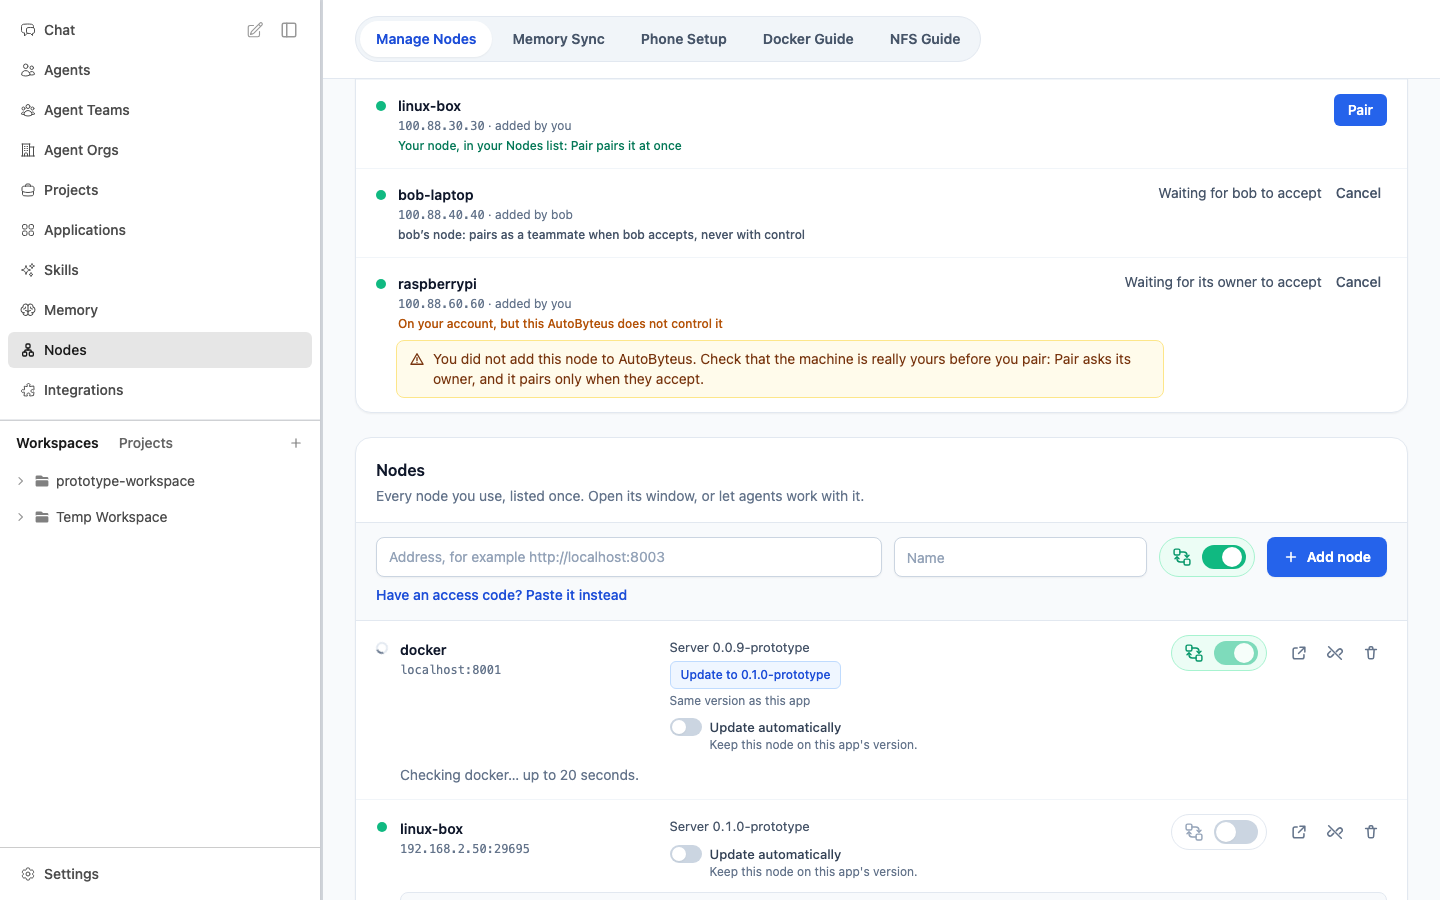 Chat
Agents
Agent Teams
Agent Orgs
Projects
Applications
Skills
Memory
Nodes
Integrations
Workspaces
Projects
prototype-workspace
Temp Workspace
Settings
Manage Nodes
Memory Sync
Phone Setup
Docker Guide
NFS Guide
linux-box
100.88.30.30 · added by you
Your node, in your Nodes list: Pair pairs it at once
Pair
bob-laptop
100.88.40.40 · added by bob
bob’s node: pairs as a teammate when bob accepts, never with control
Waiting for bob to accept
Cancel
raspberrypi
100.88.60.60 · added by you
On your account, but this AutoByteus does not control it
Waiting for its owner to accept
Cancel
You did not add this node to AutoByteus. Check that the machine is really yours before you pair: Pair asks its
owner, and it pairs only when they accept.
Nodes
Every node you use, listed once. Open its window, or let agents work with it.
Address, for example http://localhost:8003
Name
Add node
Have an access code? Paste it instead
docker
localhost:8001
Server 0.0.9-prototype
Update to 0.1.0-prototype
Same version as this app
Update automatically
Keep this node on this app's version.
Checking docker... up to 20 seconds.
linux-box
192.168.2.50:29695
Server 0.1.0-prototype
Update automatically
Keep this node on this app's version.